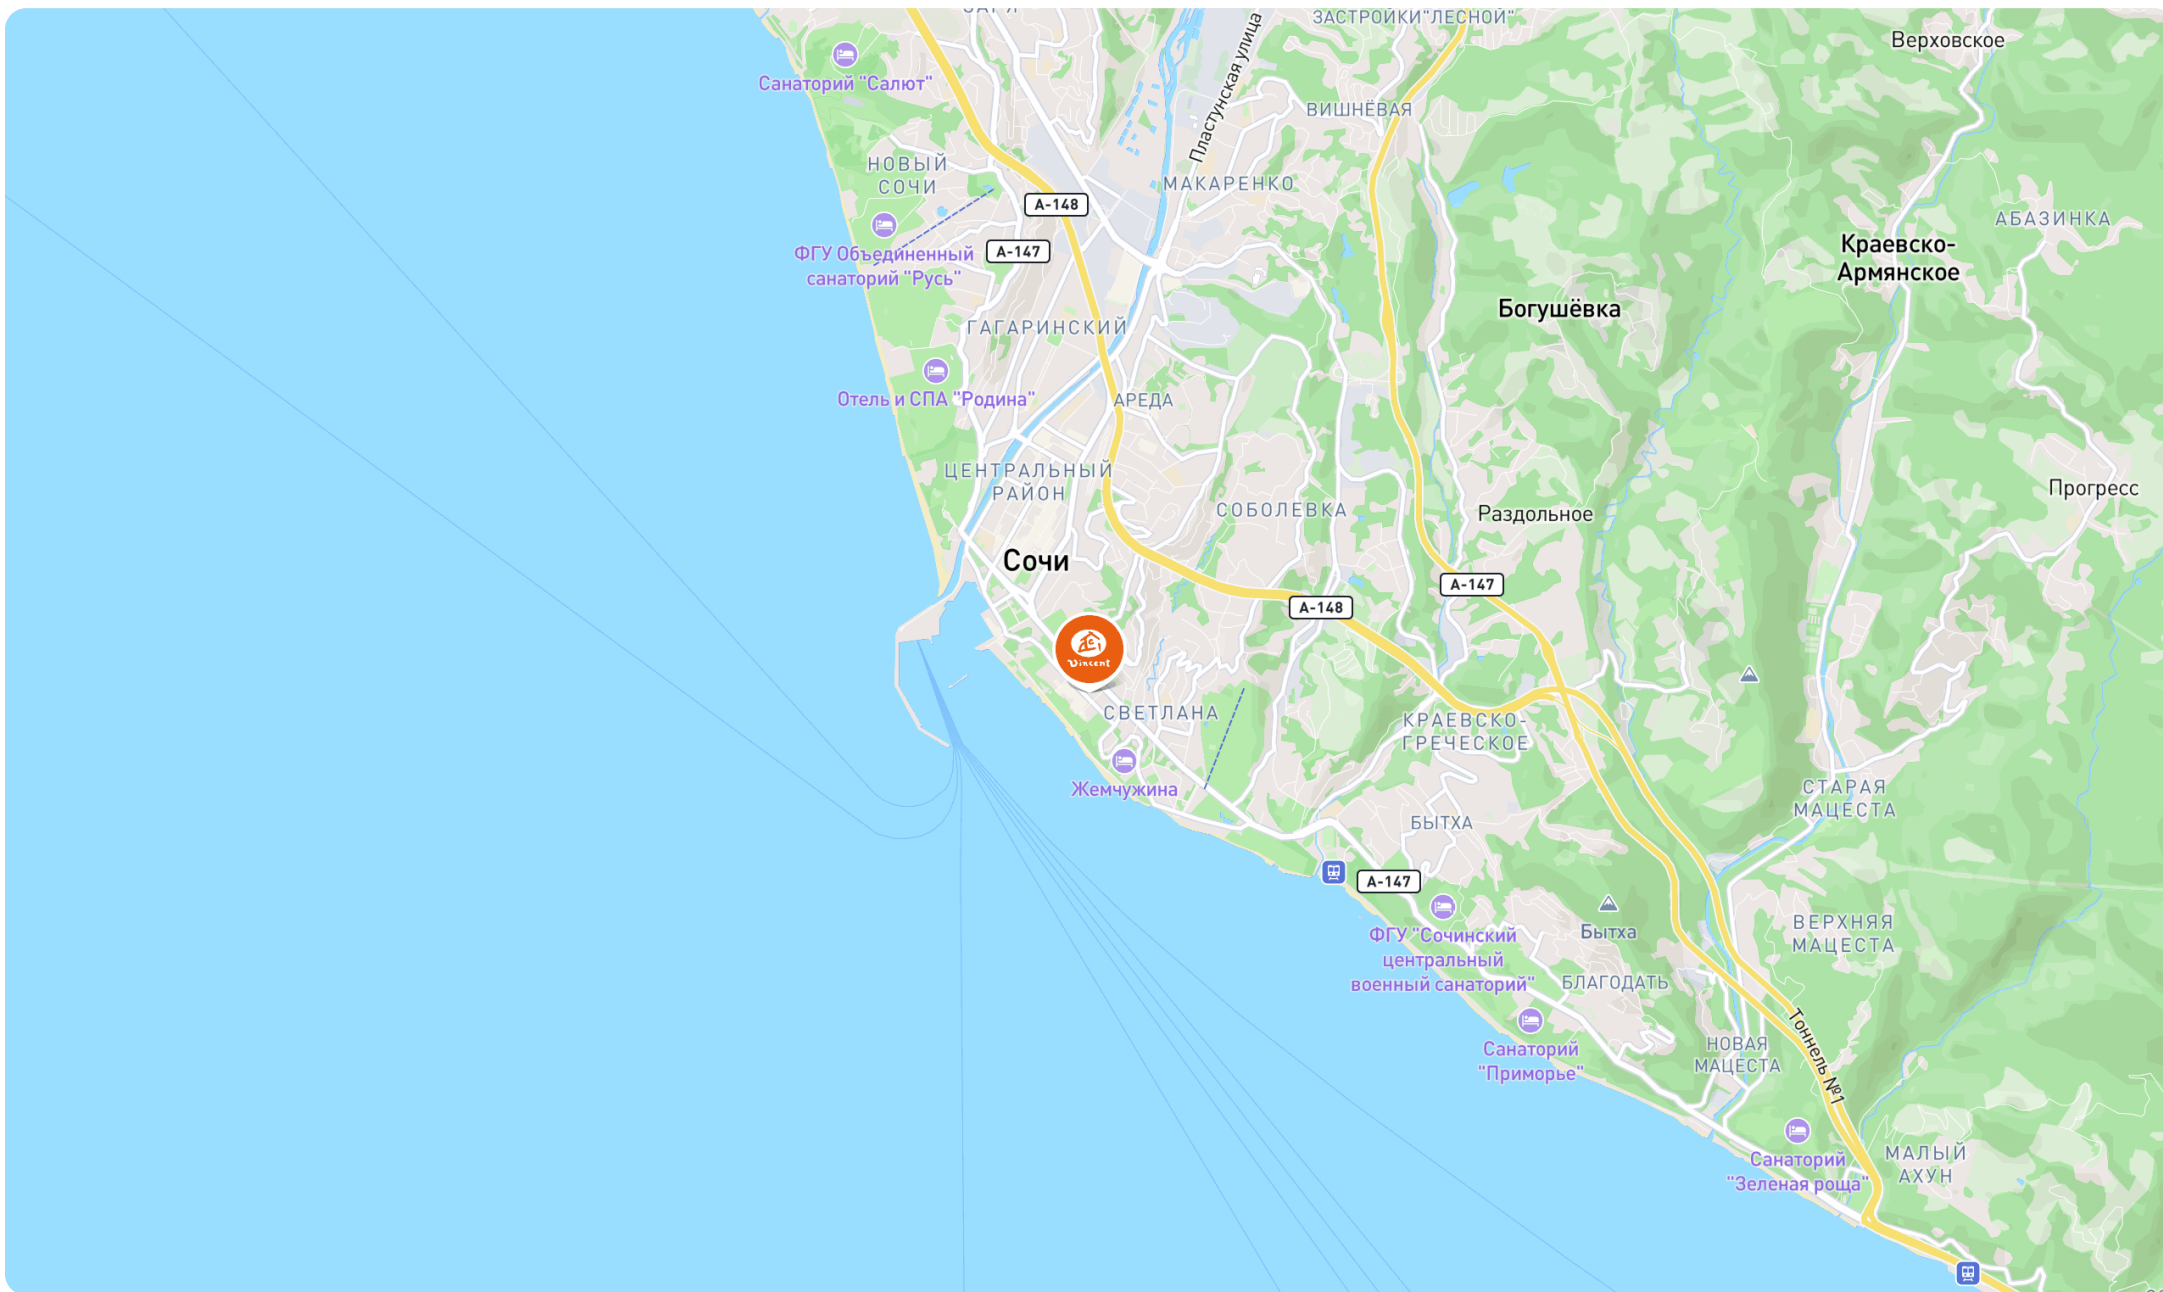 ЗАРЯ
ЗАСТРОЙКИ"ЛЕСНОЙ"
Верховское
Санаторий "Салют"
Пластунская улица
ВИШНЁВАЯ
НОВЫЙ
СОЧИ
МАКАРЕНКО
А-148
АБАЗИНКА
ФГУ Объединенный
санаторий "Русь"
А-147
Краевско-
Армянское
Богушёвка
ГАГАРИНСКИЙ
Отель и СПА "Родина"
АРЕДА
ЦЕНТРАЛЬНЫЙ
РАЙОН
Прогресс
СОБОЛЕВКА
Раздольное
Сочи
А-147
А-148
Vincent
СВЕТЛАНА
КРАЕВСКО-
ГРЕЧЕСКОЕ
Жемчужина
СТАРАЯ
МАЦЕСТА
БЫТХА
А-147
ФГУ "Сочинский
центральный
военный санаторий"
Бытха
ВЕРХНЯЯ
МАЦЕСТА
БЛАГОДАТЬ
Санаторий
"Приморье"
НОВАЯ
МАЦЕСТА
Тоннель №1
Санаторий
"Зеленая роща"
МАЛЫЙ
АХУН